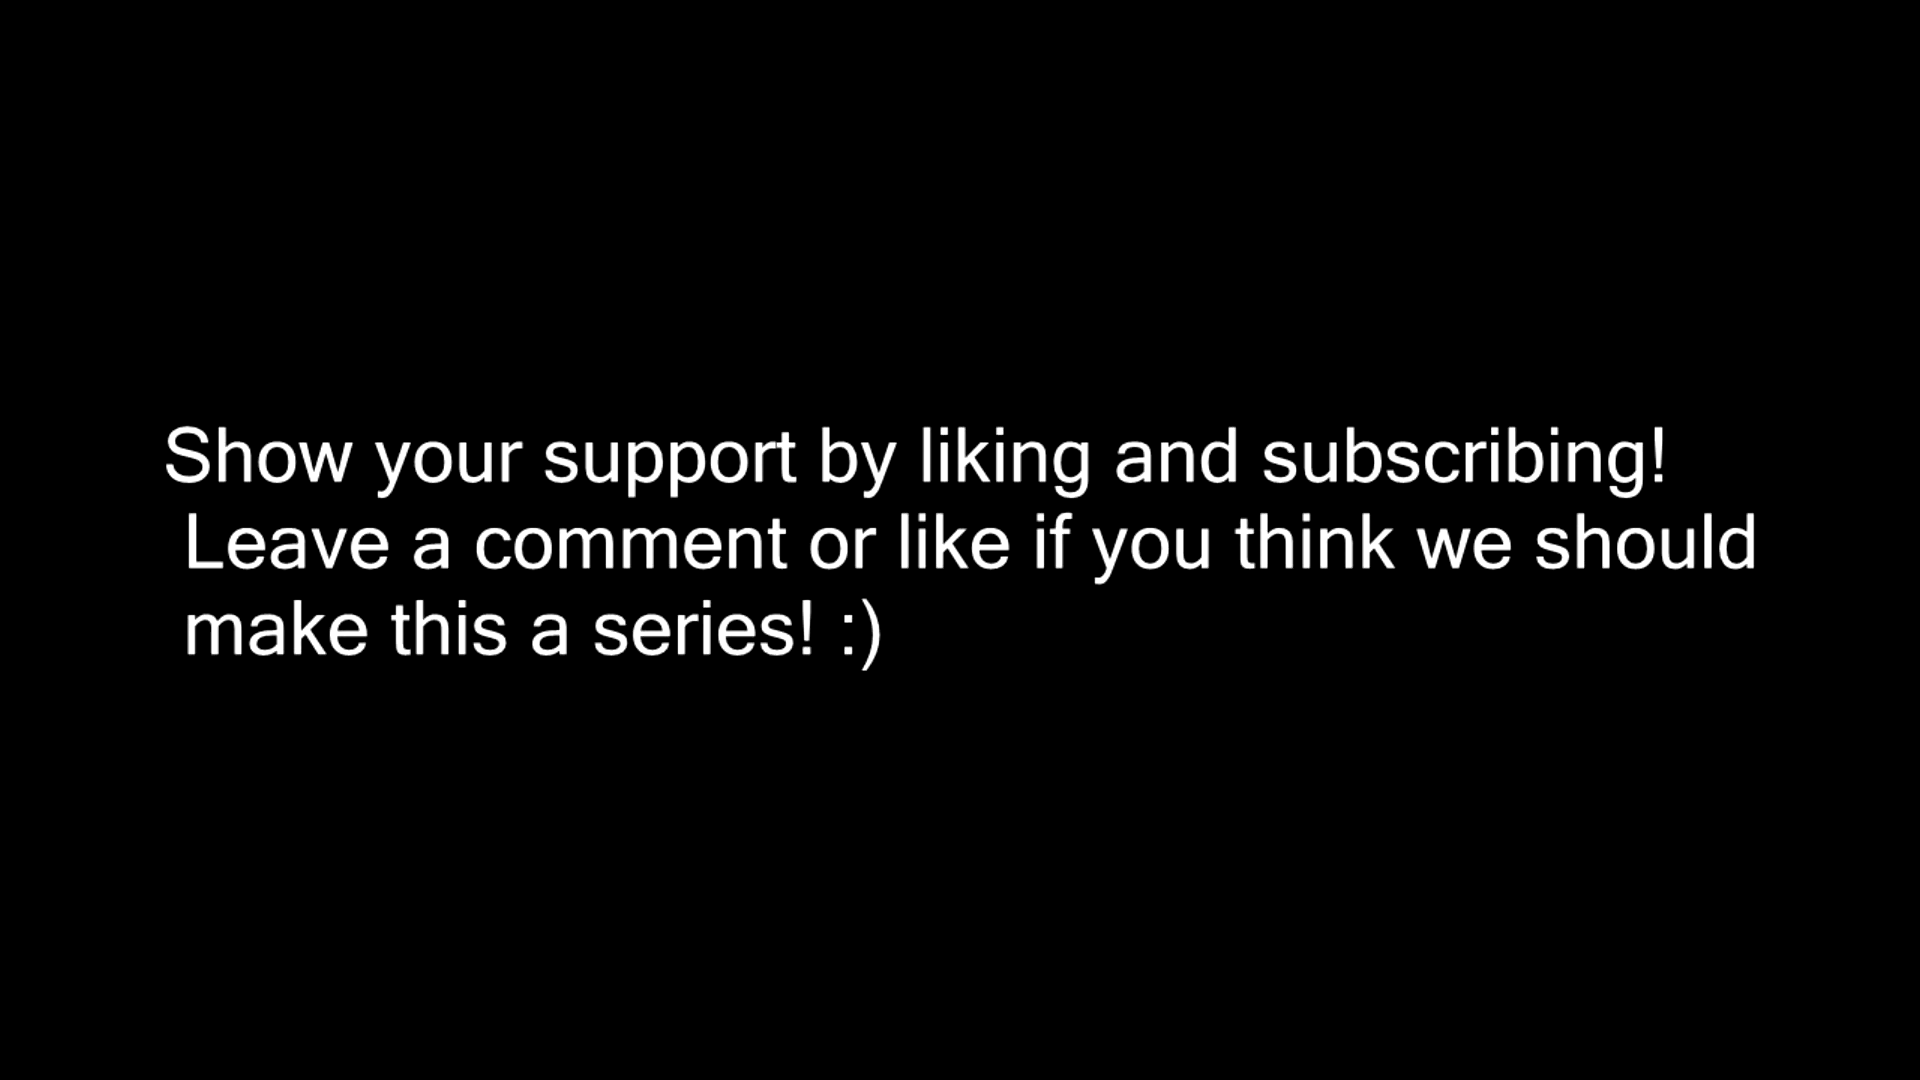 Show your support by liking and subscribing!
Leave a comment or like if you think we should
make this a series! :)